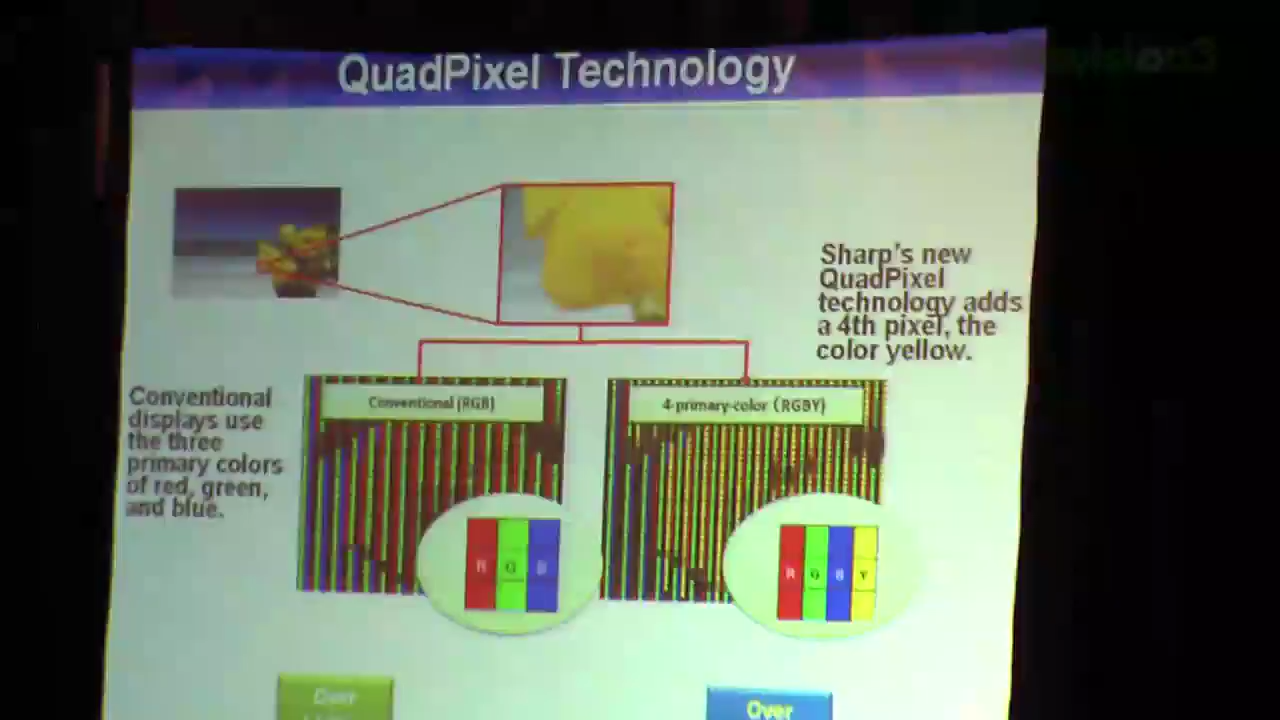 QuadPixel Technology
Sharp's new
QuadPixel
technology adds
a 4th pixel, the
color yellow.
Conventional
displays use
the three
primary colors
of red, green,
and blue.
Conventional (RGB)
4-primary-color (RGBY)
R G B
R G B Y
Over
Over